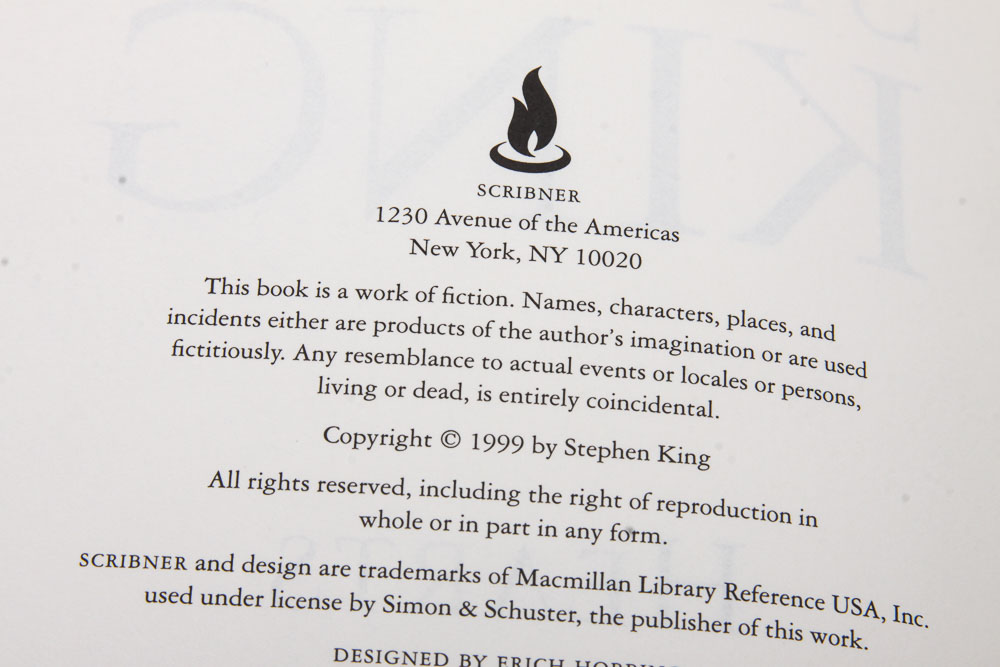 SCRIBNER
1230 Avenue of the Americas
New York, NY 10020
This book is a work of fiction. Names, characters, places, and
incidents either are products of the author's imagination or are used
fictitiously. Any resemblance to actual events or locales or persons,
living or dead, is entirely coincidental.
Copyright © 1999 by Stephen King
All rights reserved, including the right of reproduction in
whole or in part in any form.
SCRIBNER and design are trademarks of Macmillan Library Reference USA, Inc.
used under license by Simon & Schuster, the publisher of this work.
DESIGNED BY ERICH